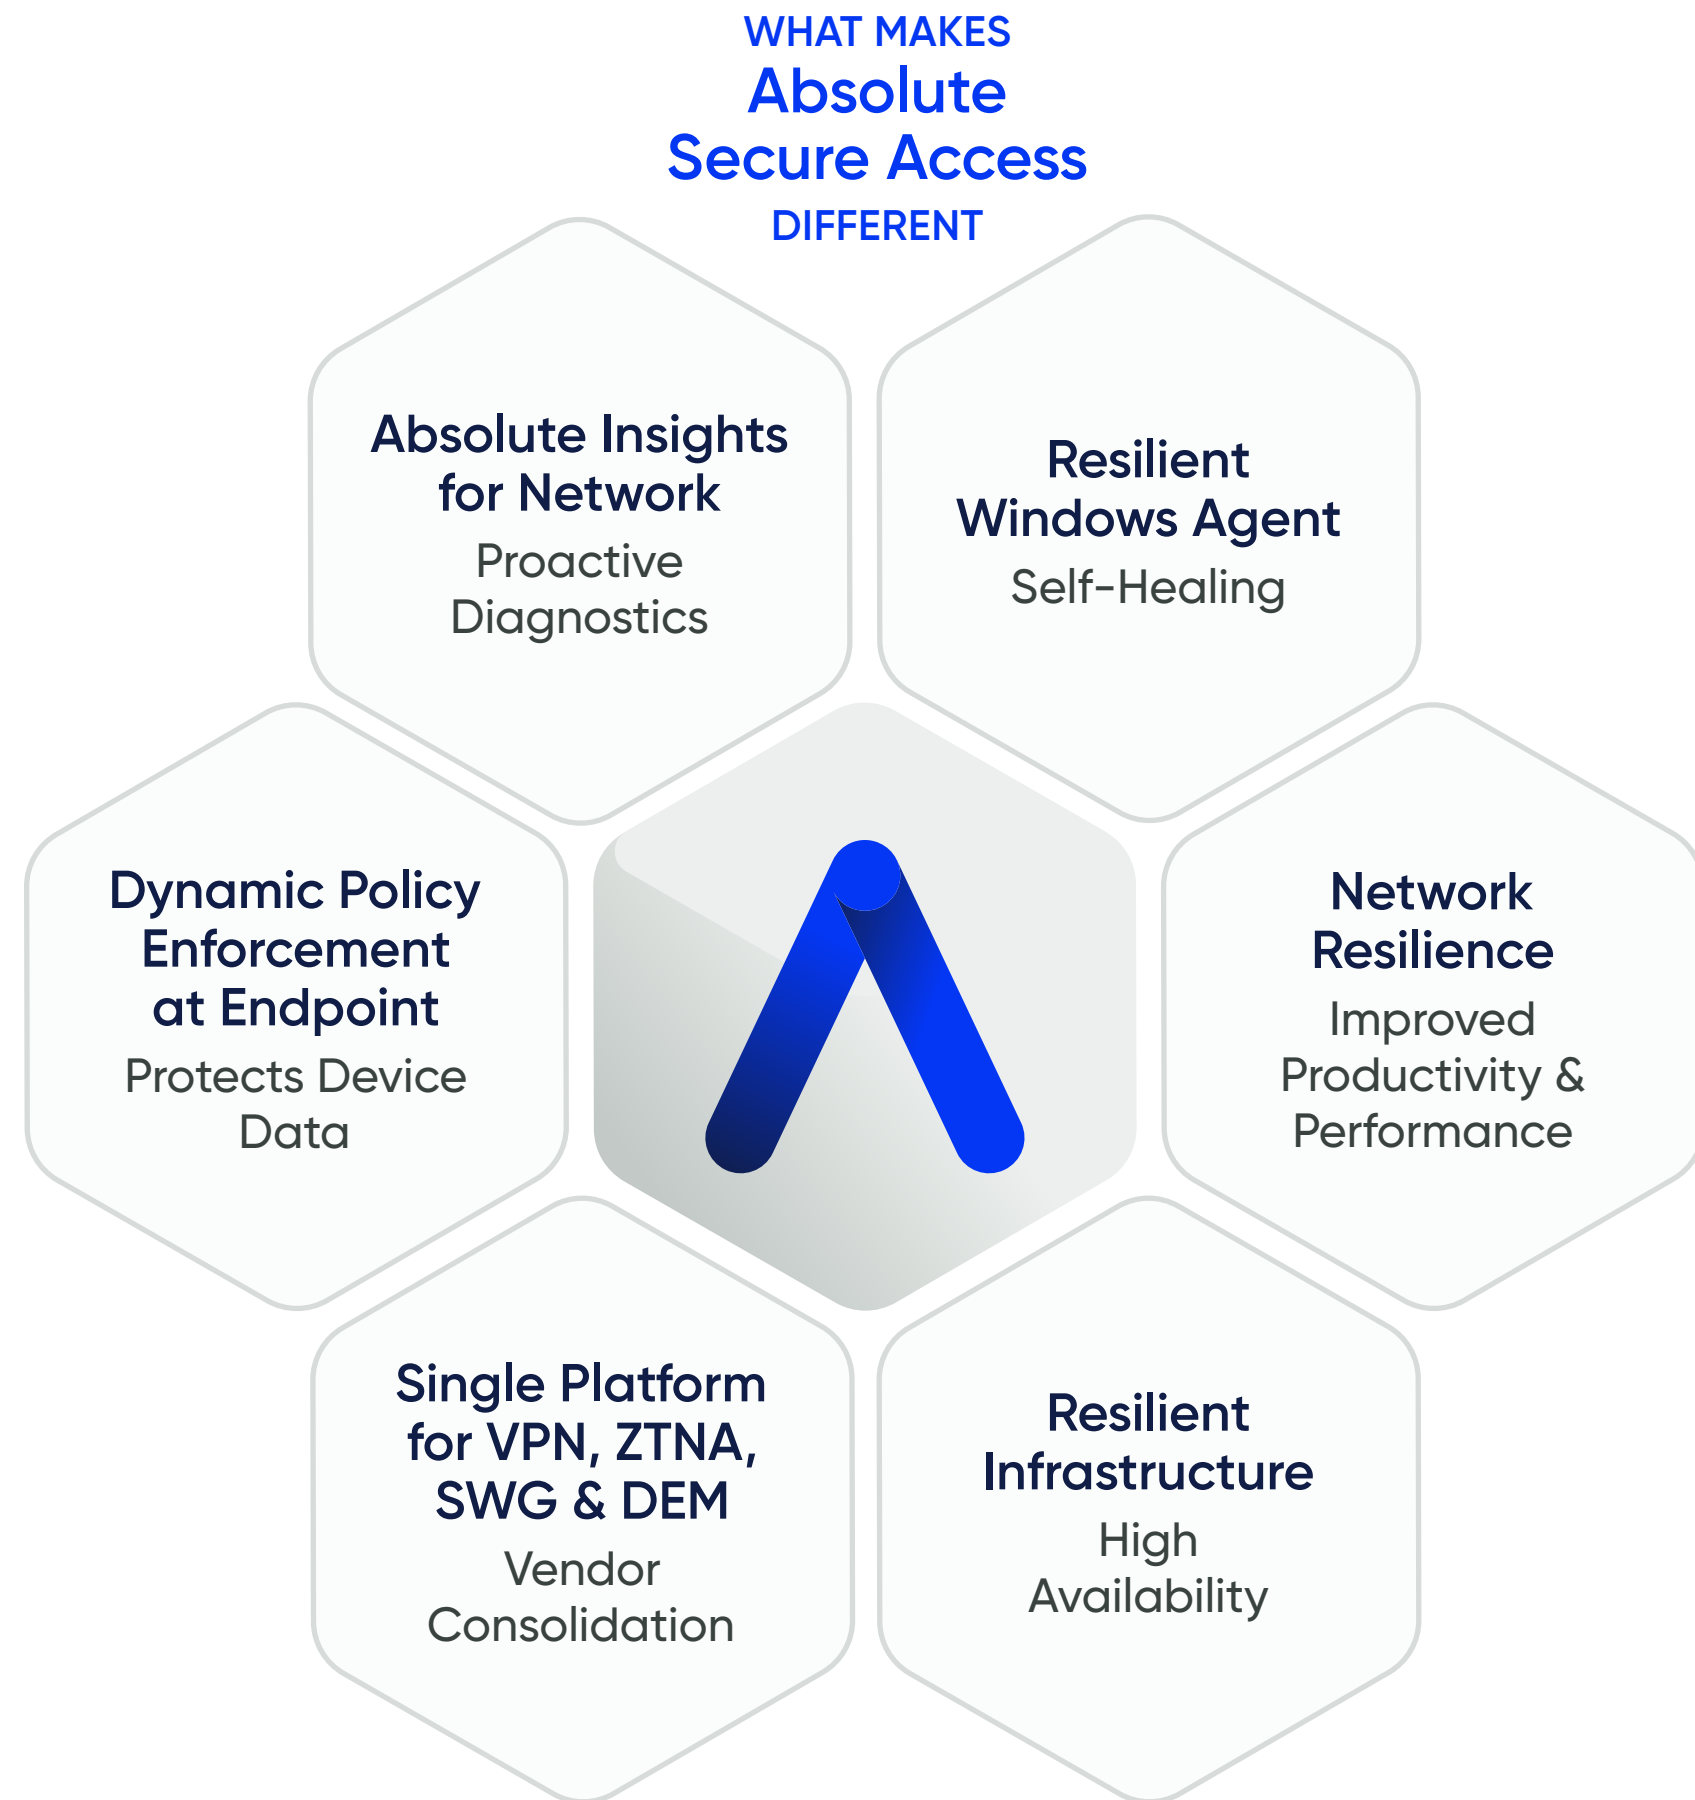 WHAT MAKES
Absolute
Secure Access
DIFFERENT
Absolute Insights
for Network
Proactive
Diagnostics
Resilient
Windows Agent
Self-Healing
Dynamic Policy
Enforcement
at Endpoint
Protects Device
Data
Network
Resilience
Improved
Productivity &
Performance
Single Platform
for VPN, ZTNA,
SWG & DEM
Vendor
Consolidation
Resilient
Infrastructure
High
Availability